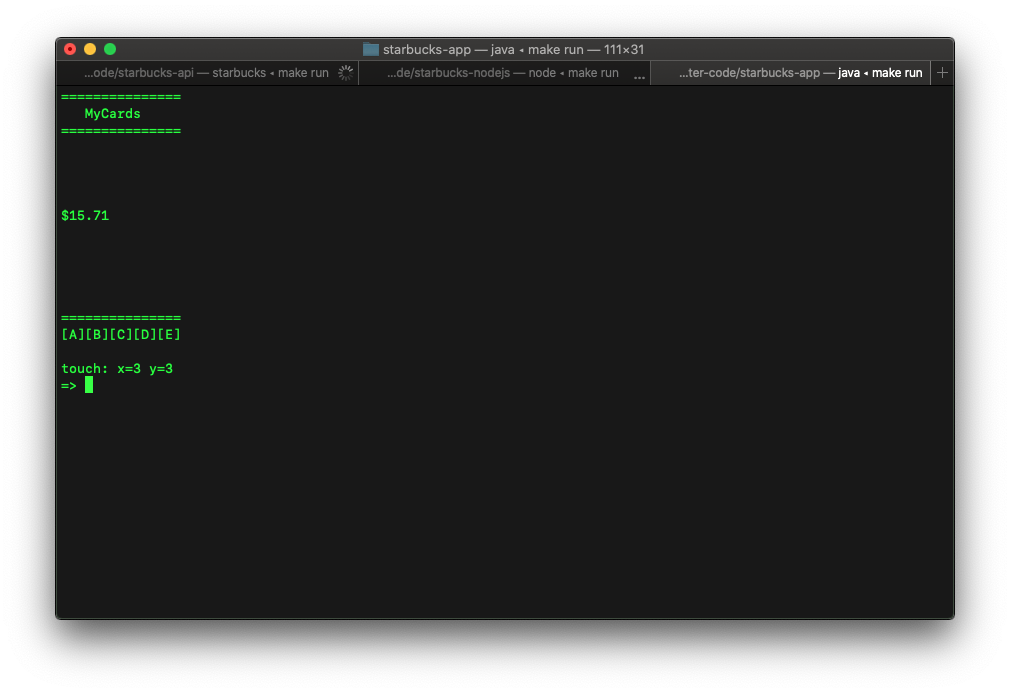 starbucks-app — java ◂ make run — 111×31
...ode/starbucks-api — starbucks ◂ make run
...de/starbucks-nodejs — node ◂ make run ...
...ter-code/starbucks-app — java ◂ make run +
===============
MyCards
===============
$15.71
===============
[A][B][C][D][E]
touch: x=3 y=3
=>